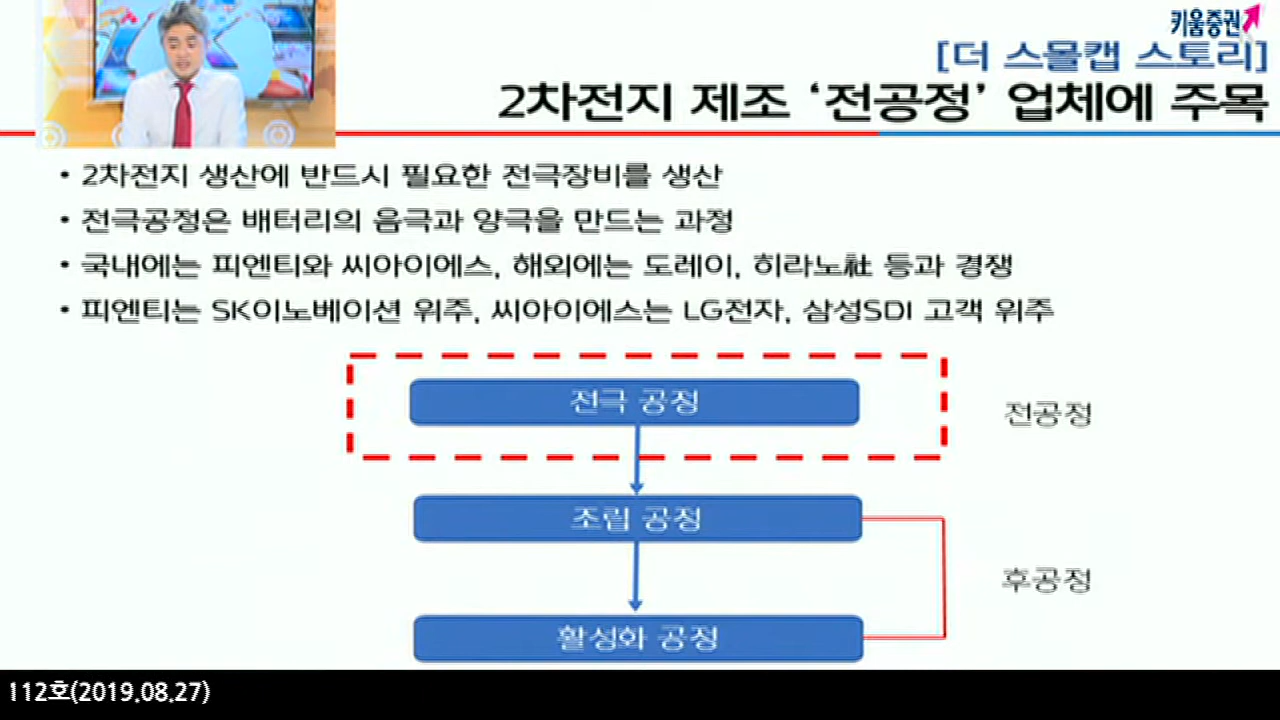 키움증권
[더 스몰캡 스토리]
2차전지 제조 ‘전공정’ 업체에 주목
• 2차전지 생산에 반드시 필요한 전극장비를 생산
• 전극공정은 배터리의 음극과 양극을 만드는 과정
• 국내에는 피엔티와 씨아이에스, 해외에는 도레이, 히라노社 등과 경쟁
• 피엔티는 SK이노베이션 위주, 씨아이에스는 LG전자, 삼성SDI 고객 위주
전극 공정
전공정
조립 공정
후공정
활성화 공정
112호(2019.08.27)